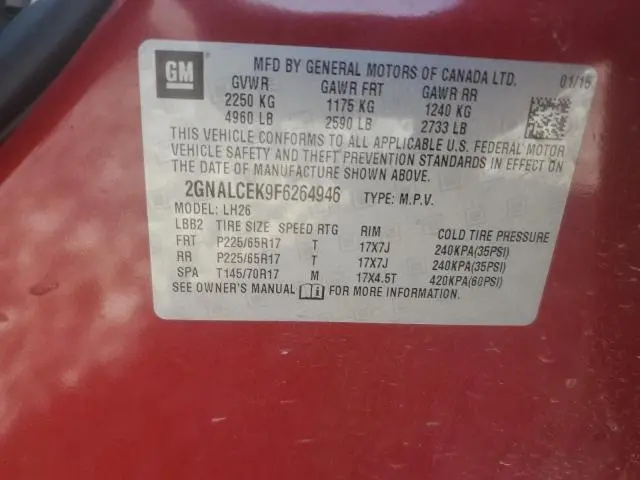 GM
MFD BY GENERAL MOTORS OF CANADA LTD. 01/15
GVWR GAWR FRT GAWR RR
2250 KG 1175 KG 1240 KG
4960 LB 2590 LB 2733 LB
THIS VEHICLE CONFORMS TO ALL APPLICABLE U.S. FEDERAL MOTOR
VEHICLE SAFETY AND THEFT PREVENTION STANDARDS IN EFFECT ON
THE DATE OF MANUFACTURE SHOWN ABOVE.
2GNALCEK9F6264946 TYPE: M.P.V.
MODEL: LH26
LBB2 TIRE SIZE SPEED RTG RIM COLD TIRE PRESSURE
FRT P225/65R17 T 17X7J 240KPA(35PSI)
RR P225/65R17 T 17X7J 240KPA(35PSI)
SPA T145/70R17 M 17X4.5T 420KPA(60PSI)
SEE OWNER'S MANUAL FOR MORE INFORMATION.